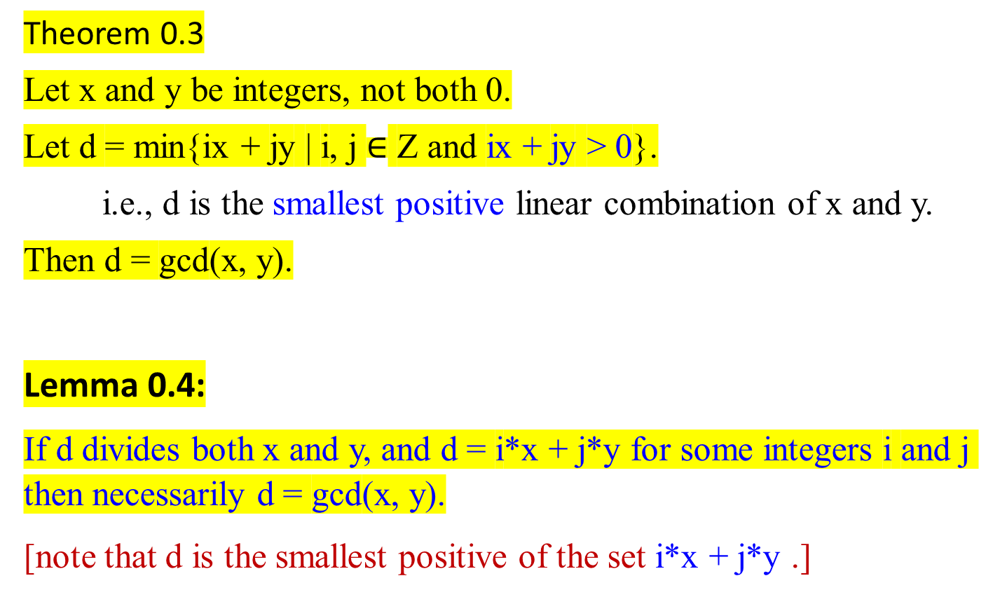 Theorem 0.3
Let x and y be integers, not both 0.
Let d = min{ix + jy | i, j ∈ Z and ix + jy > 0}.
i.e., d is the smallest positive linear combination of x and y.
Then d = gcd(x, y).
Lemma 0.4:
If d divides both x and y, and d = i*x + j*y for some integers i and j
then necessarily d = gcd(x, y).
[note that d is the smallest positive of the set i*x + j*y .]